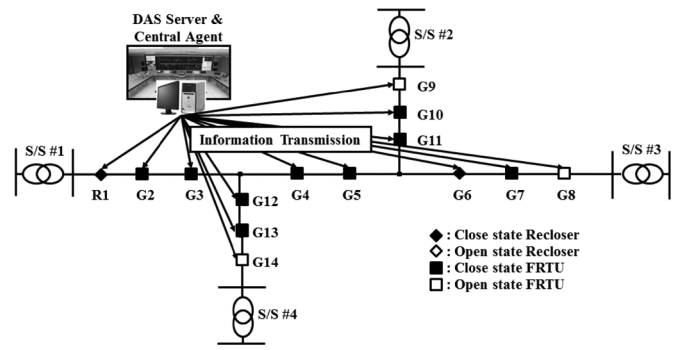 DAS Server &
Central Agent
S/S #2
G9
G10
G11
Information Transmission
S/S #1
S/S #3
R1
G2
G3
G12
G4
G5
G6
G7
G8
G13
G14
S/S #4
: Close state Recloser
: Open state Recloser
: Close state FRTU
: Open state FRTU